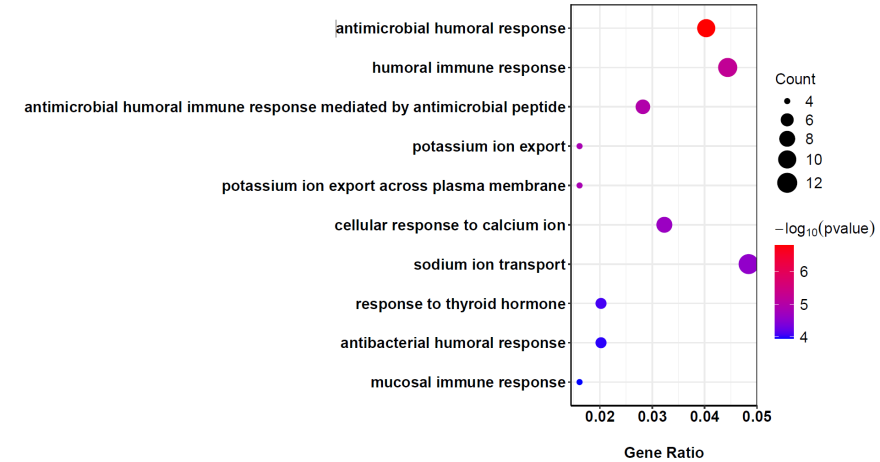 antimicrobial humoral response
humoral immune response
antimicrobial humoral immune response mediated by antimicrobial peptide
potassium ion export
potassium ion export across plasma membrane
cellular response to calcium ion
sodium ion transport
response to thyroid hormone
antibacterial humoral response
mucosal immune response
0.02 0.03 0.04 0.05
Gene Ratio
Count
4
6
8
10
12
−log₁₀(pvalue)
6
5
4